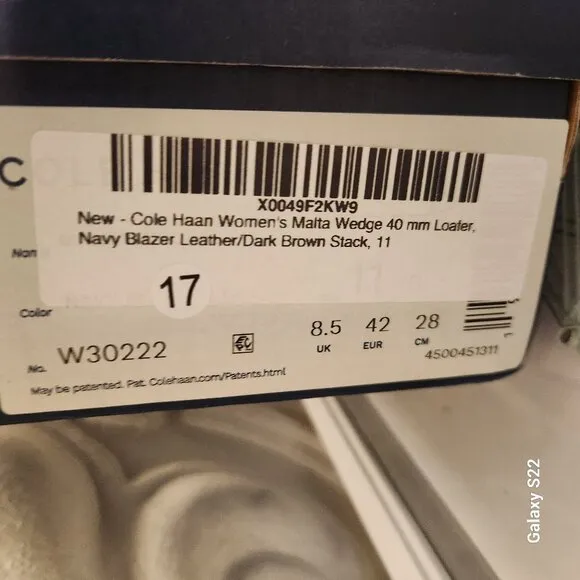 C
X0049F2KW9
New - Cole Haan Women's Malta Wedge 40 mm Loafer,
Navy Blazer Leather/Dark Brown Stack, 11
17
Color
No. W30222
8.5 42 28
UK EUR CM
4500451311
May be patented. Pat. Colehaan.com/Patents.html
Galaxy S22